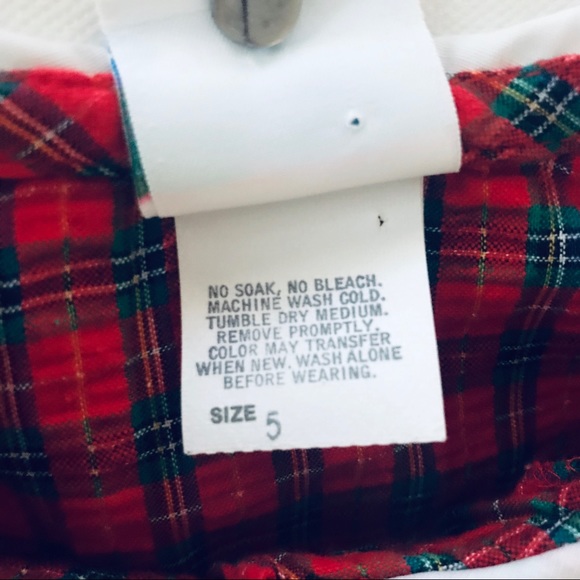 NO SOAK, NO BLEACH.
MACHINE WASH COLD.
TUMBLE DRY MEDIUM.
REMOVE PROMPTLY.
COLOR MAY TRANSFER
WHEN NEW. WASH ALONE
BEFORE WEARING.
SIZE 5